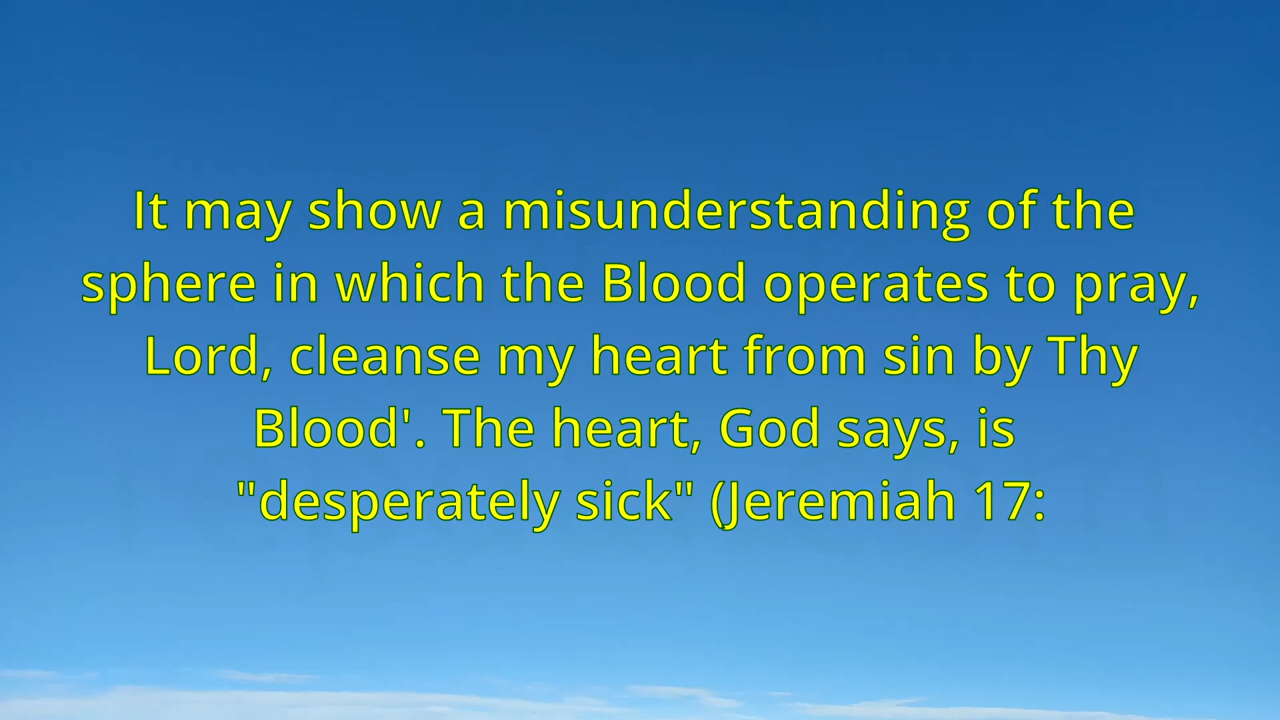 It may show a misunderstanding of the
sphere in which the Blood operates to pray,
Lord, cleanse my heart from sin by Thy
Blood'. The heart, God says, is
"desperately sick" (Jeremiah 17: